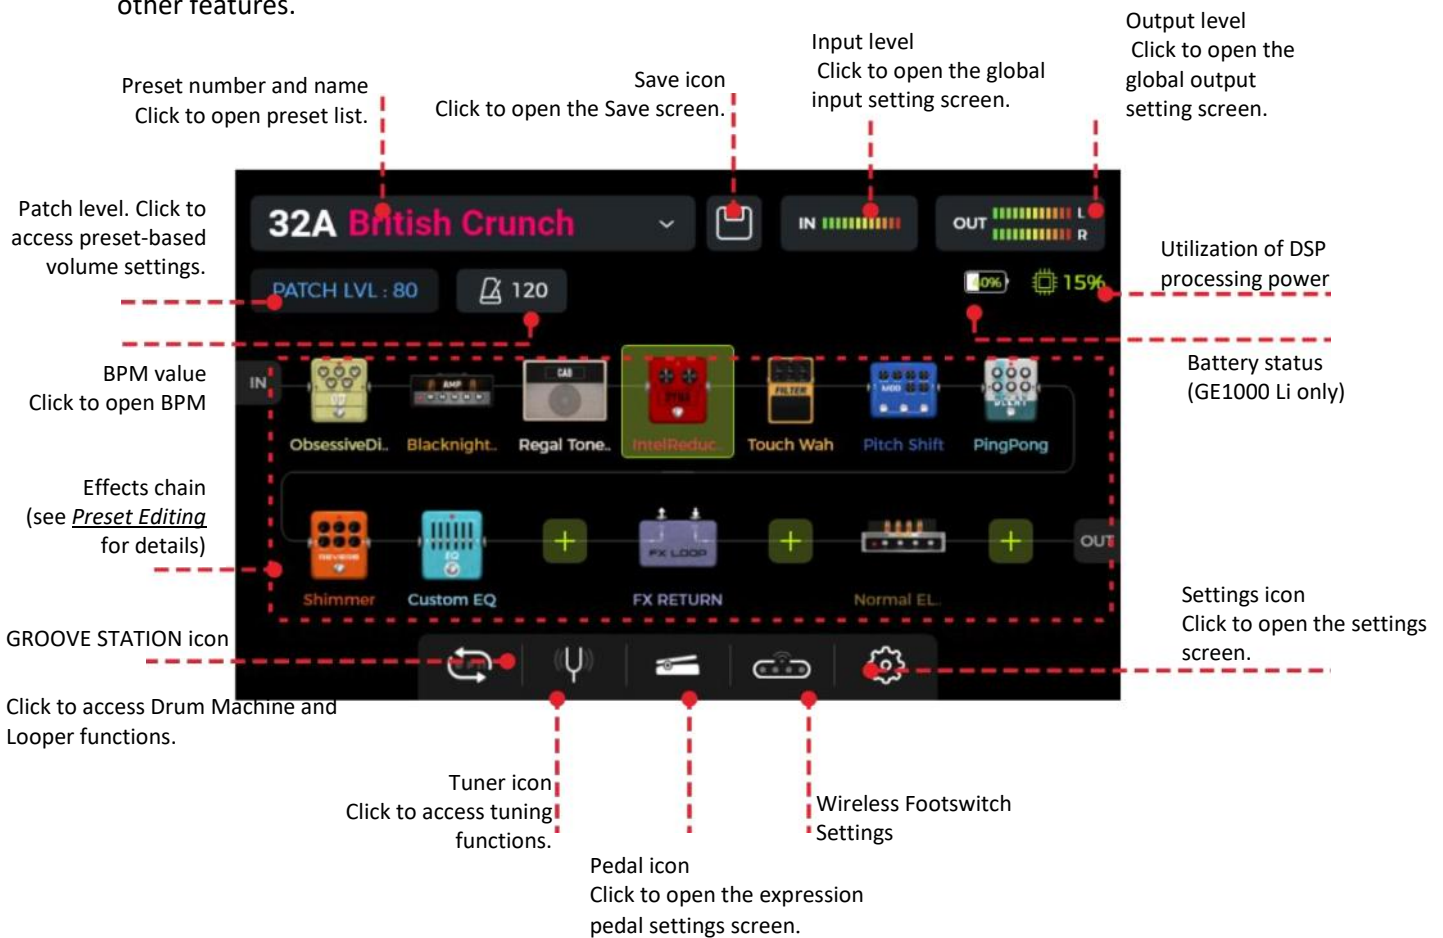 other features.
Output level
Click to open the
global output
setting screen.
Input level
Click to open the global
input setting screen.
Save icon
Click to open the Save screen.
Preset number and name
Click to open preset list.
Patch level. Click to
access preset-based
volume settings.
32A British Crunch
IN
OUT
L
R
Utilization of DSP
processing power
PATCH LVL : 80
120
40%
15%
BPM value
Click to open BPM
Battery status
(GE1000 Li only)
IN
AMP
CAB
FILTER
MOD
ObsessiveDi..
Blacknight..
Regal Tone..
IntelReduc..
Touch Wah
Pitch Shift
PingPong
Effects chain
(see Preset Editing
for details)
REVERB
EQ
FX LOOP
OUT
Shimmer
Custom EQ
FX RETURN
Normal EL..
Settings icon
Click to open the settings
screen.
GROOVE STATION icon
Click to access Drum Machine and
Looper functions.
Tuner icon
Click to access tuning
functions.
Wireless Footswitch
Settings
Pedal icon
Click to open the expression
pedal settings screen.